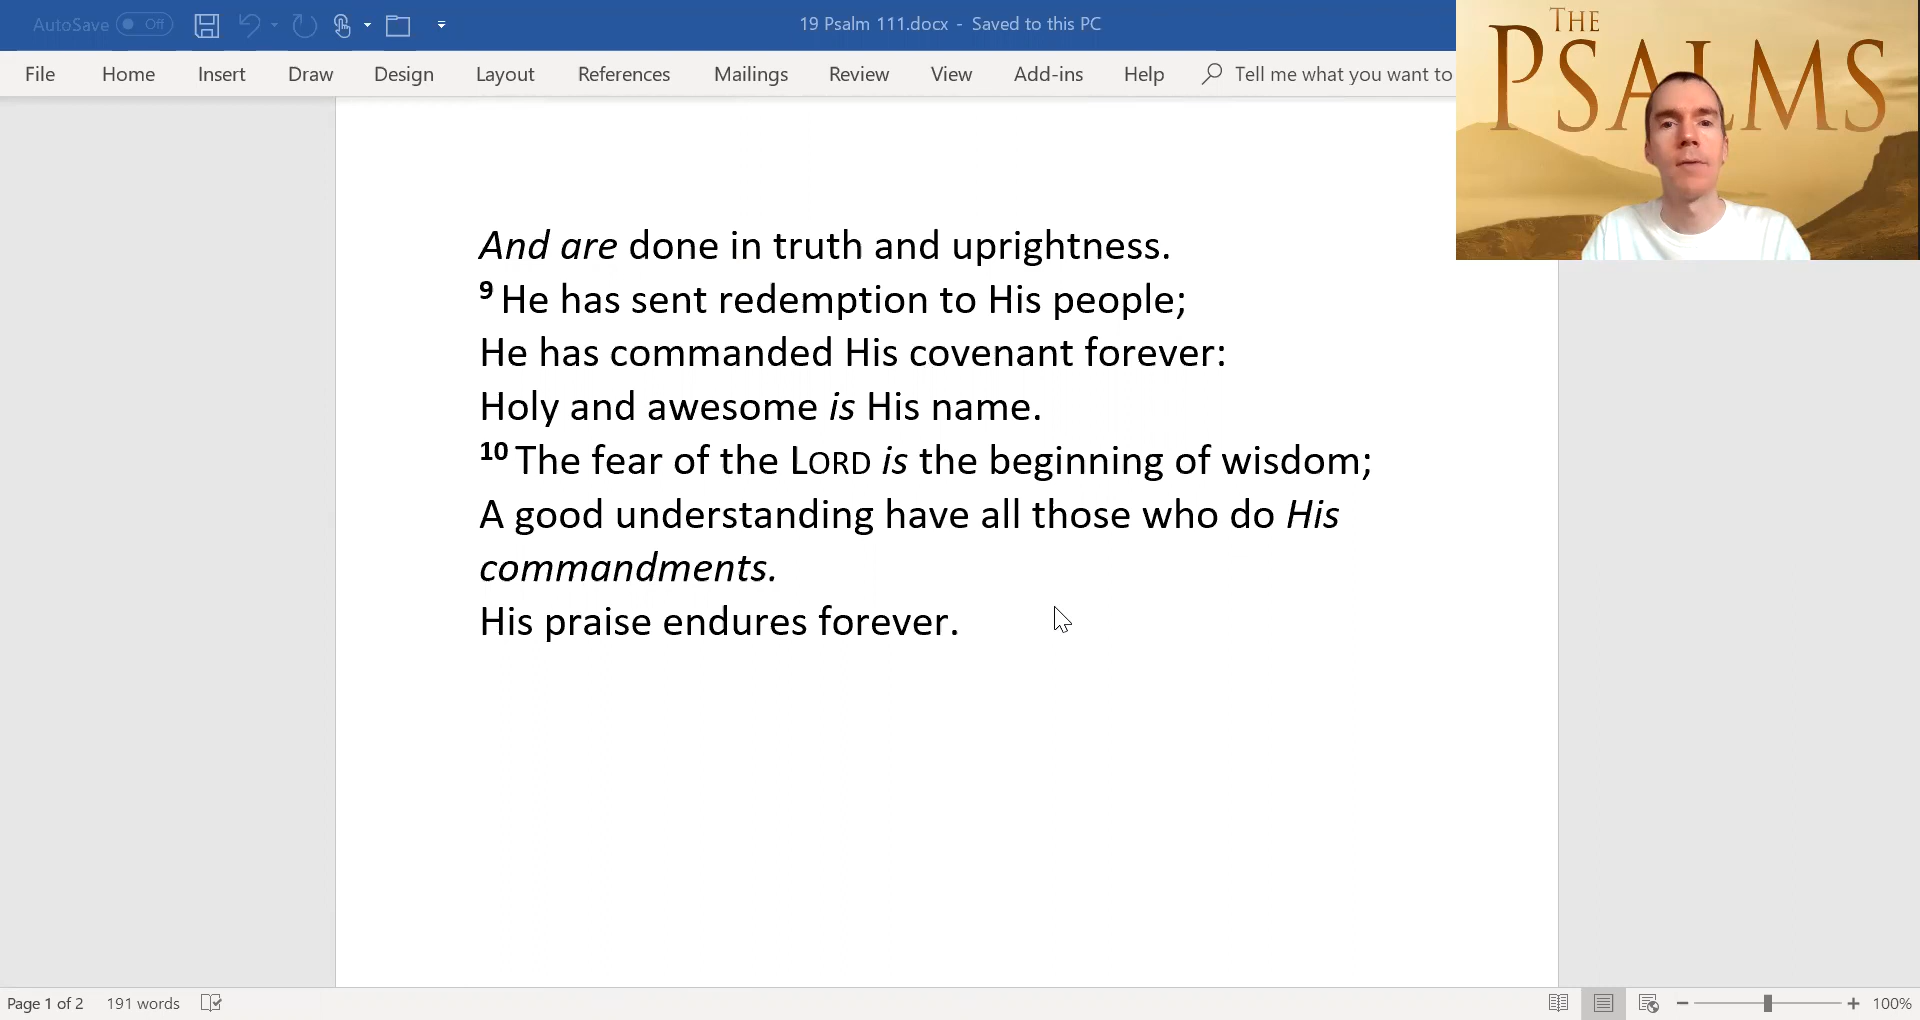 AutoSave Off
19 Psalm 111.docx - Saved to this PC
File Home Insert Draw Design Layout References Mailings Review View Add-ins Help Tell me what you want to
THE
PSALMS
And are done in truth and uprightness.
9 He has sent redemption to His people;
He has commanded His covenant forever:
Holy and awesome is His name.
10 The fear of the LORD is the beginning of wisdom;
A good understanding have all those who do His
commandments.
His praise endures forever.
Page 1 of 2 191 words 100%